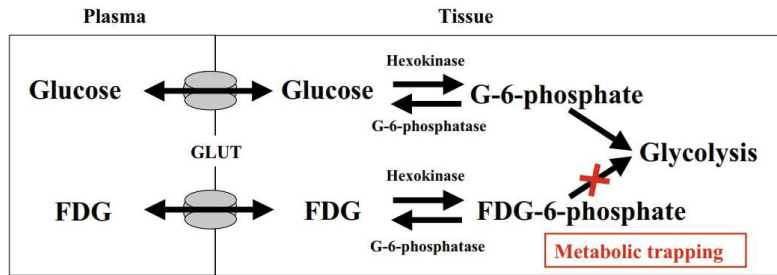 Plasma Tissue
Hexokinase
Glucose Glucose G-6-phosphate
G-6-phosphatase
GLUT Glycolysis
Hexokinase
FDG FDG FDG-6-phosphate
G-6-phosphatase
Metabolic trapping